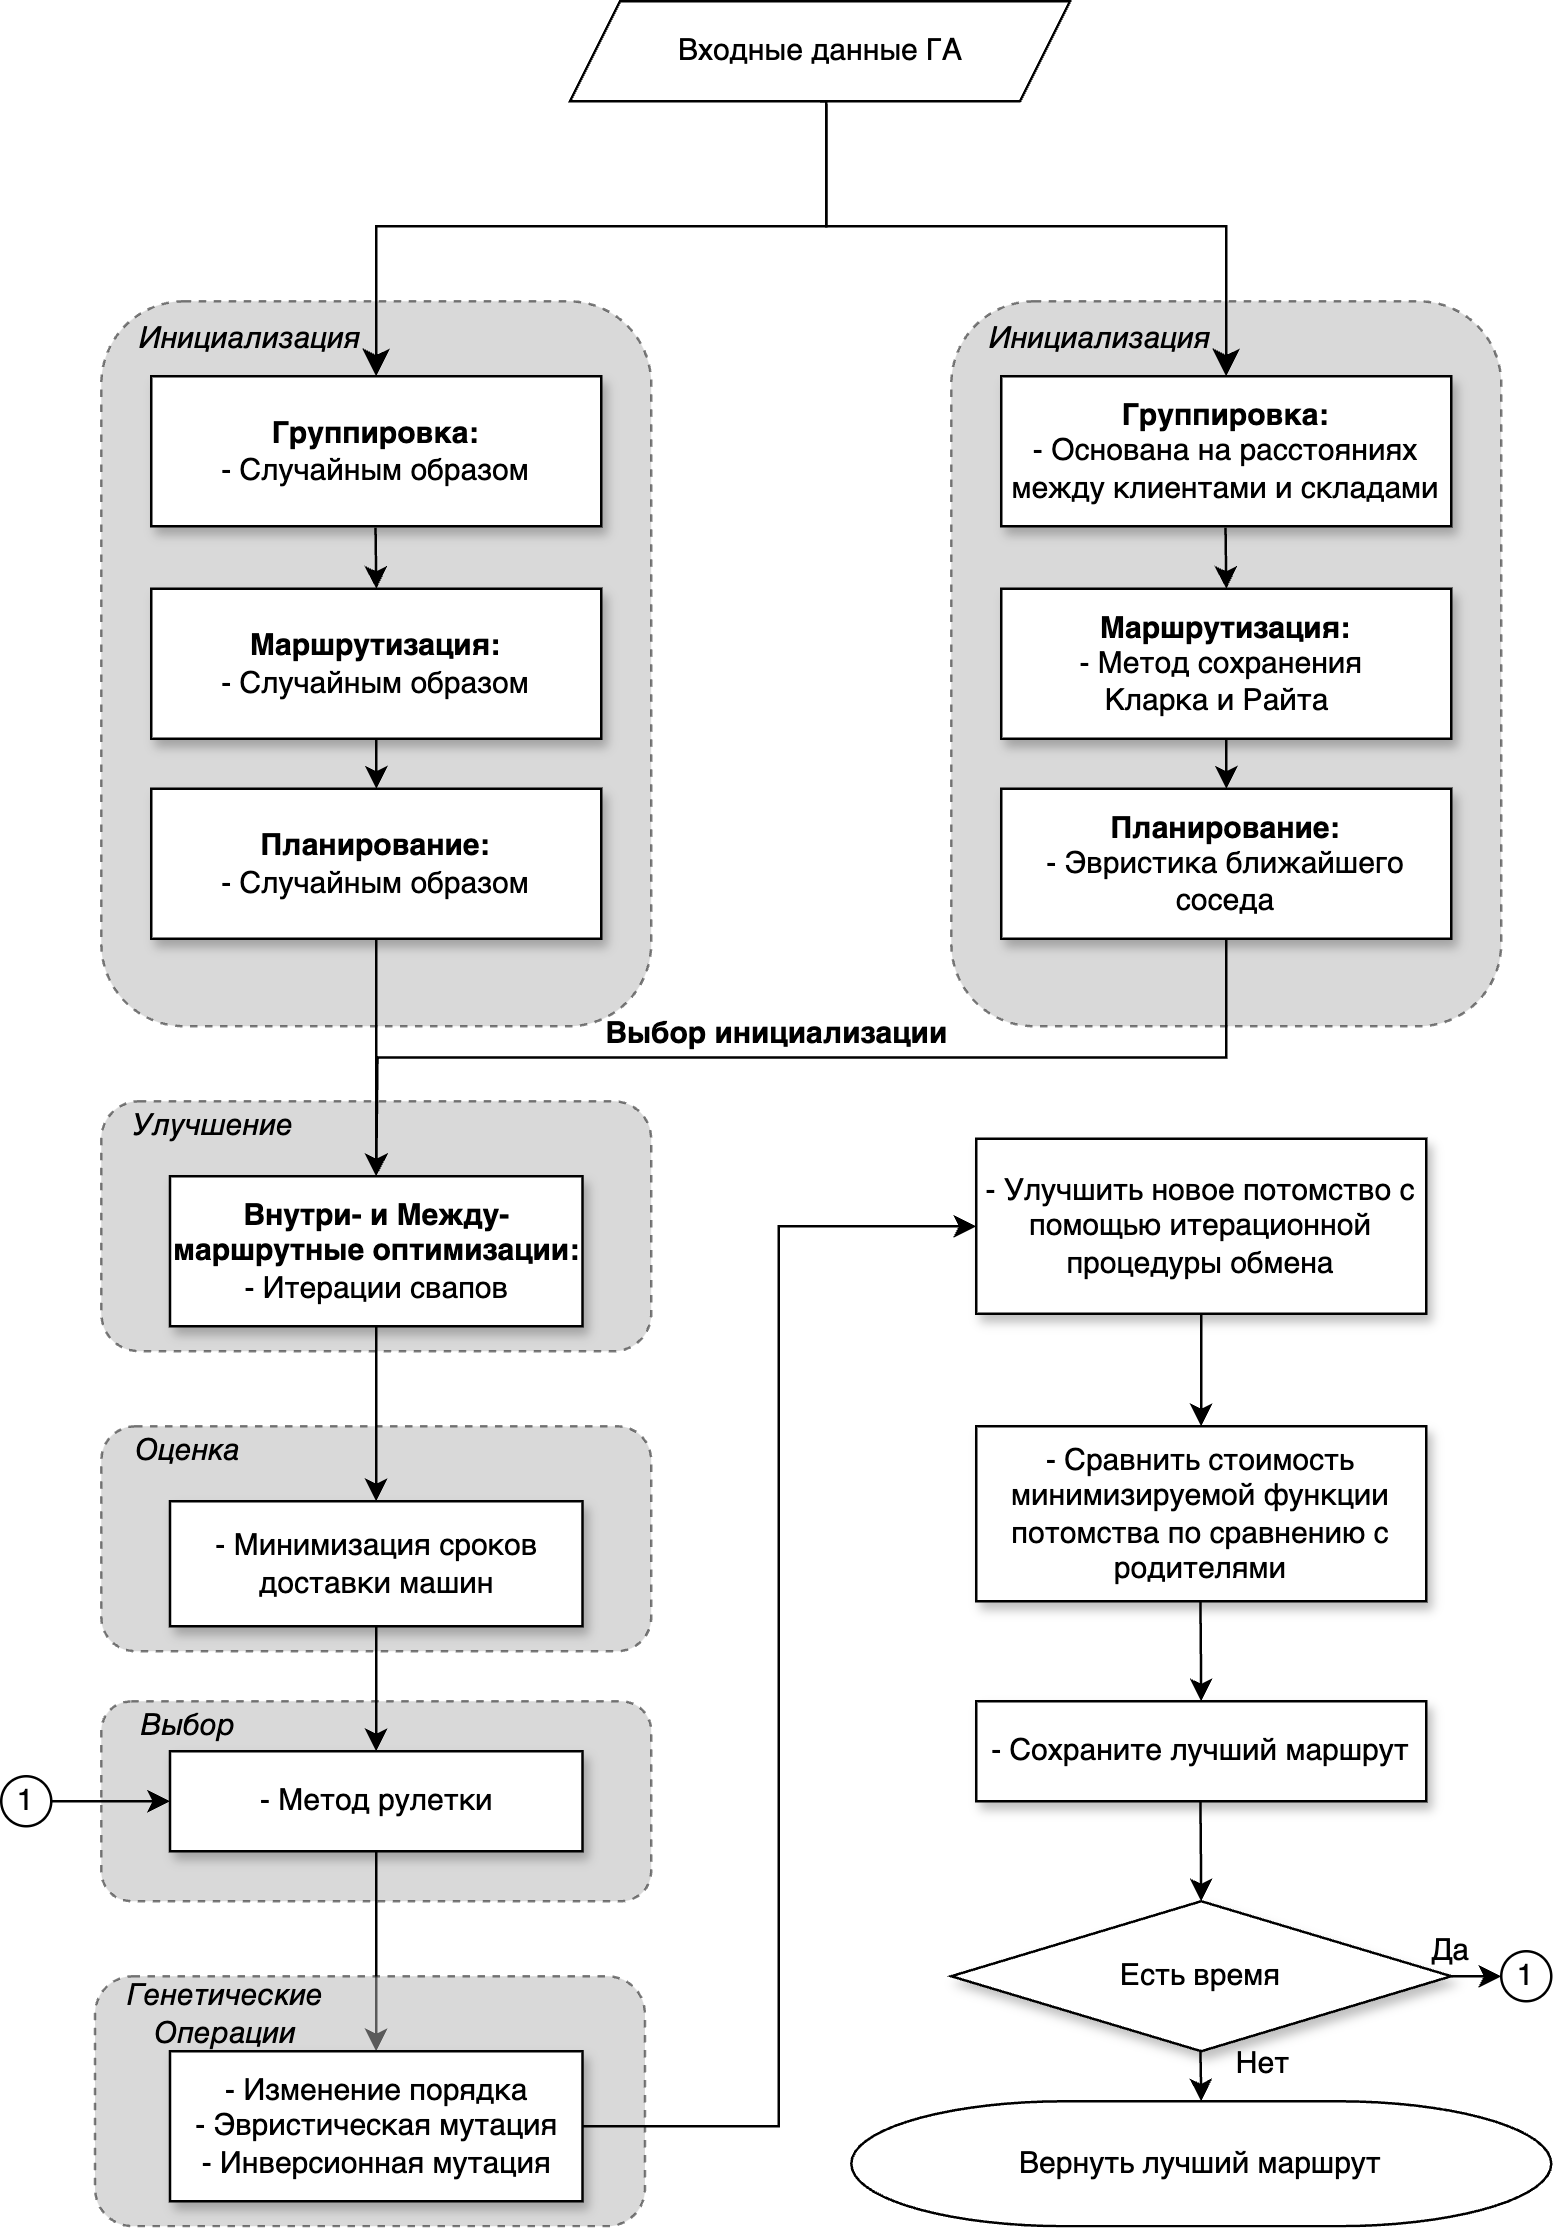 Входные данные ГА
Инициализация
Группировка:
- Случайным образом
Маршрутизация:
- Случайным образом
Планирование:
- Случайным образом
Инициализация
Группировка:
- Основана на расстояниях
между клиентами и складами
Маршрутизация:
- Метод сохранения
Кларка и Райта
Планирование:
- Эвристика ближайшего
соседа
Выбор инициализации
Улучшение
Внутри- и Между-
маршрутные оптимизации:
- Итерации свапов
Оценка
- Минимизация сроков
доставки машин
Выбор
1
- Метод рулетки
Генетические
Операции
- Изменение порядка
- Эвристическая мутация
- Инверсионная мутация
- Улучшить новое потомство с
помощью итерационной
процедуры обмена
- Сравнить стоимость
минимизируемой функции
потомства по сравнению с
родителями
- Сохраните лучший маршрут
Есть время
Да
1
Нет
Вернуть лучший маршрут